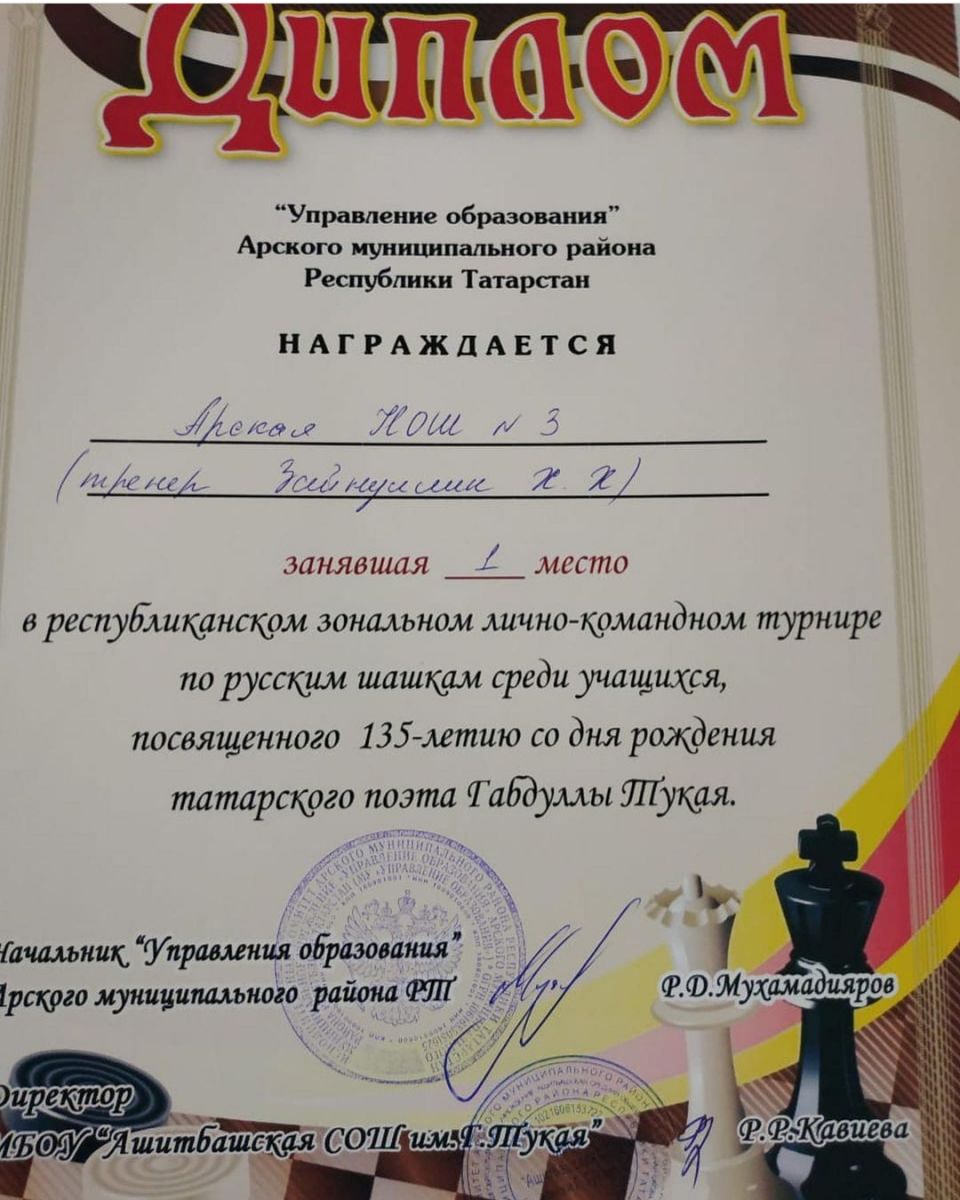 Диплом
“Управление образования”
Арского муниципального района
Республики Татарстан
НАГРАЖДАЕТСЯ
Арская НОШ N 3
(тренер Зайнуллин Х. Х)
занявшая 1 место
в республиканском зональном лично-командном турнире
по русским шашкам среди учащихся,
посвященного 135-летию со дня рождения
татарского поэта Габдуллы Тукая.
Начальник “Управления образования”
Арского муниципального района РТ
Р.Д.Мухамадияров
Директор
МБОУ “Ашитбашская СОШ им.Г.Тукая”
Р.Р.Кавиева